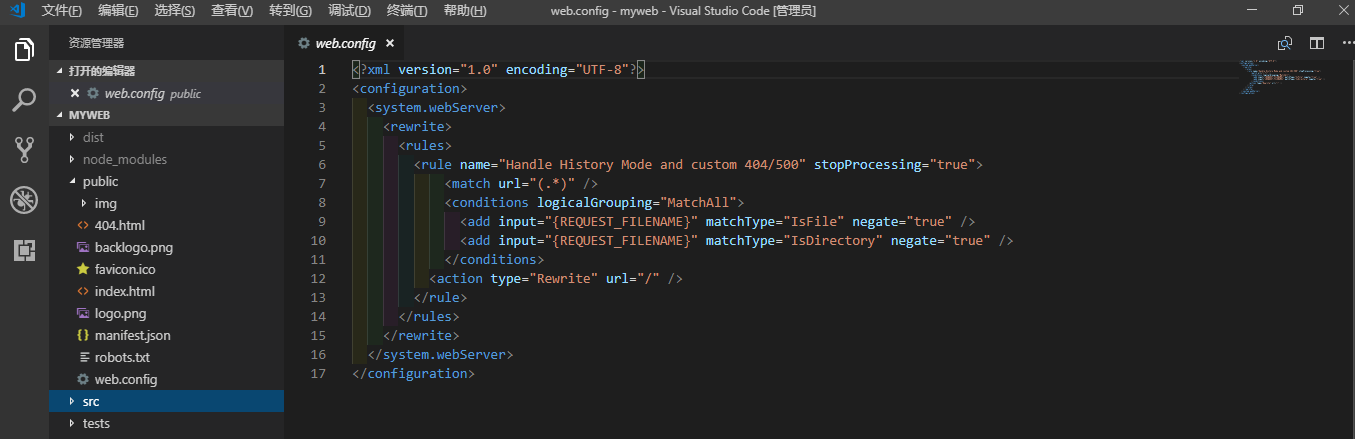 文件(F) 编辑(E) 选择(S) 查看(V) 转到(G) 调试(D) 终端(T) 帮助(H) web.config - myweb - Visual Studio Code [管理员]
资源管理器
打开的编辑器
web.config public
MYWEB
dist
node_modules
public
img
404.html
backlogo.png
favicon.ico
index.html
logo.png
manifest.json
robots.txt
web.config
src
tests
web.config
1 <?xml version="1.0" encoding="UTF-8"?>
2 <configuration>
3 <system.webServer>
4 <rewrite>
5 <rules>
6 <rule name="Handle History Mode and custom 404/500" stopProcessing="true">
7 <match url="(.*)" />
8 <conditions logicalGrouping="MatchAll">
9 <add input="{REQUEST_FILENAME}" matchType="IsFile" negate="true" />
10 <add input="{REQUEST_FILENAME}" matchType="IsDirectory" negate="true" />
11 </conditions>
12 <action type="Rewrite" url="/" />
13 </rule>
14 </rules>
15 </rewrite>
16 </system.webServer>
17 </configuration>